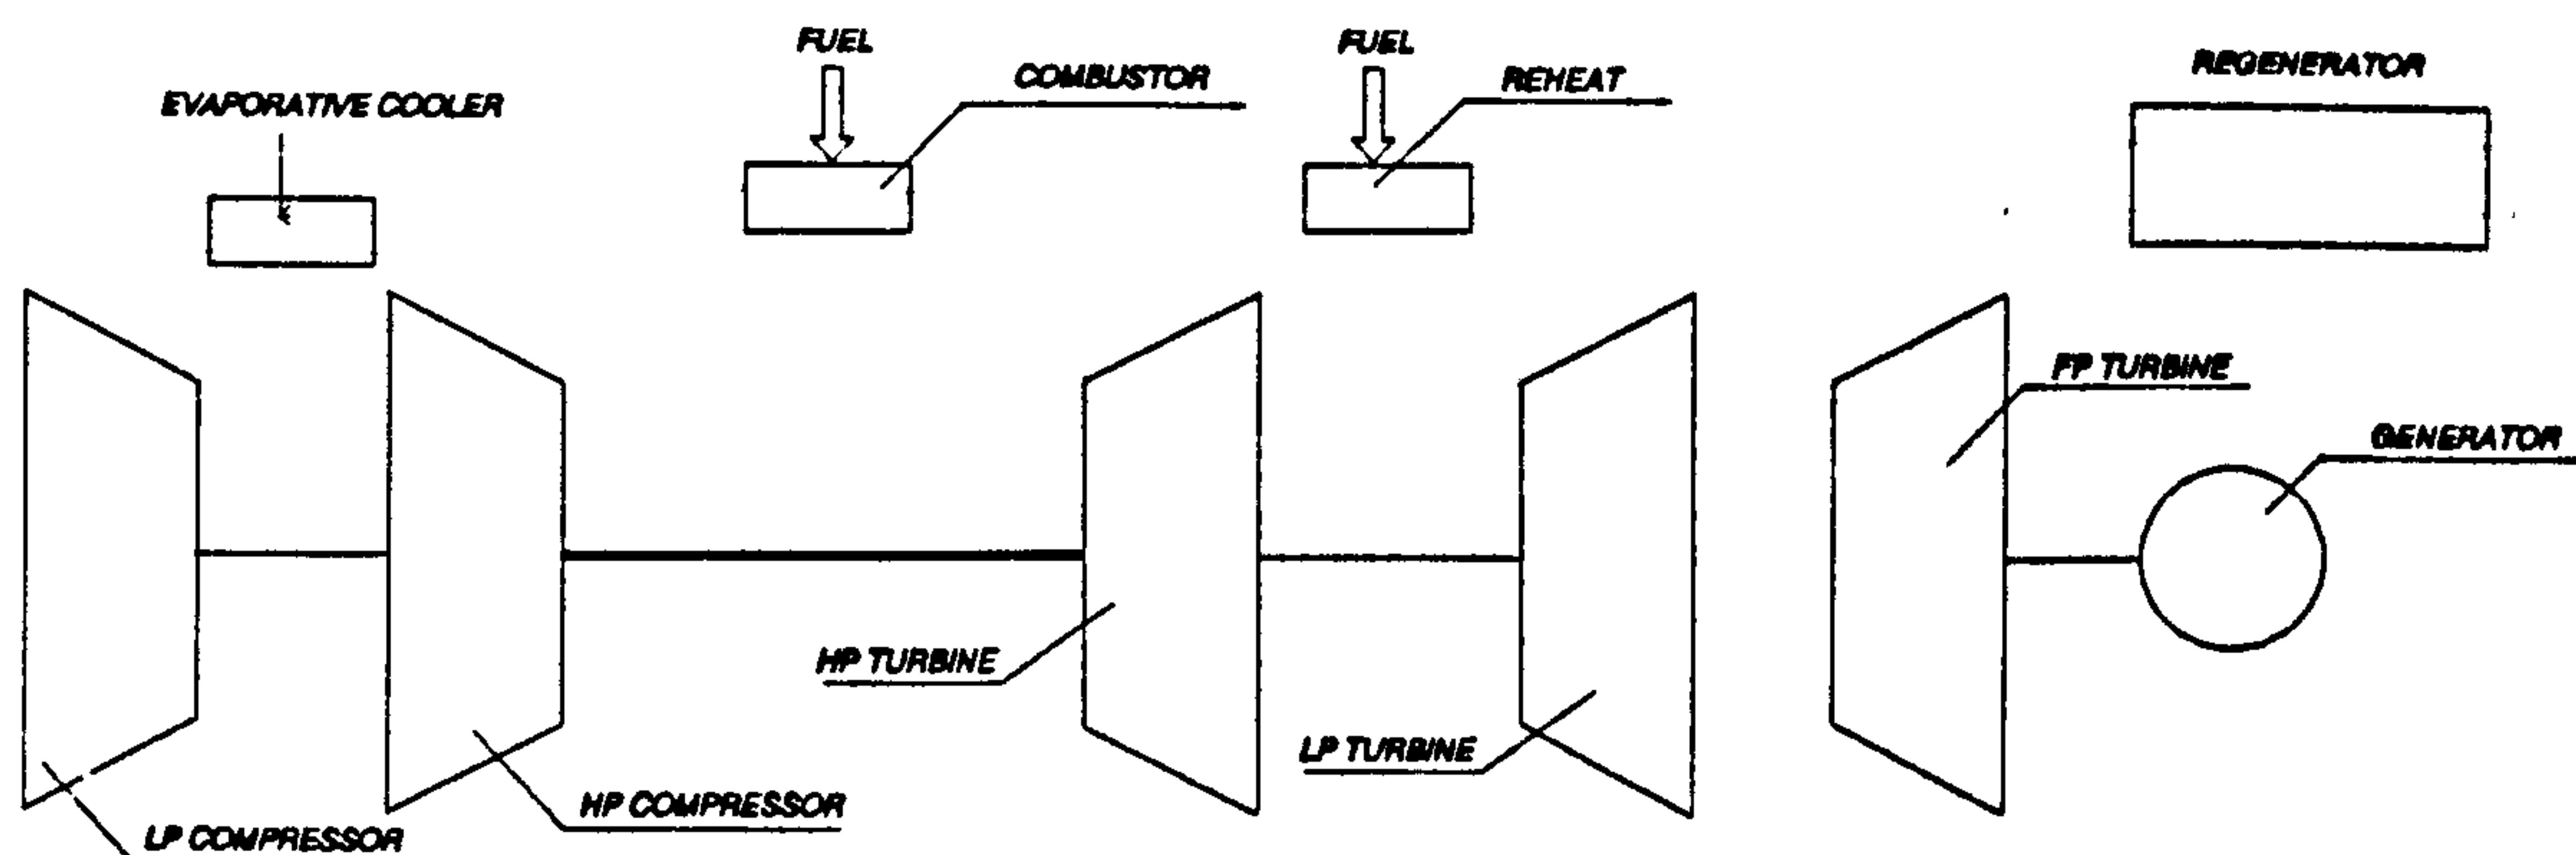 FUEL
FUEL
COMBUSTOR
REHEAT
REGENERATOR
EVAPORATIVE COOLER
FP TURBINE
GENERATOR
HP TURBINE
LP TURBINE
HP COMPRESSOR
LP COMPRESSOR